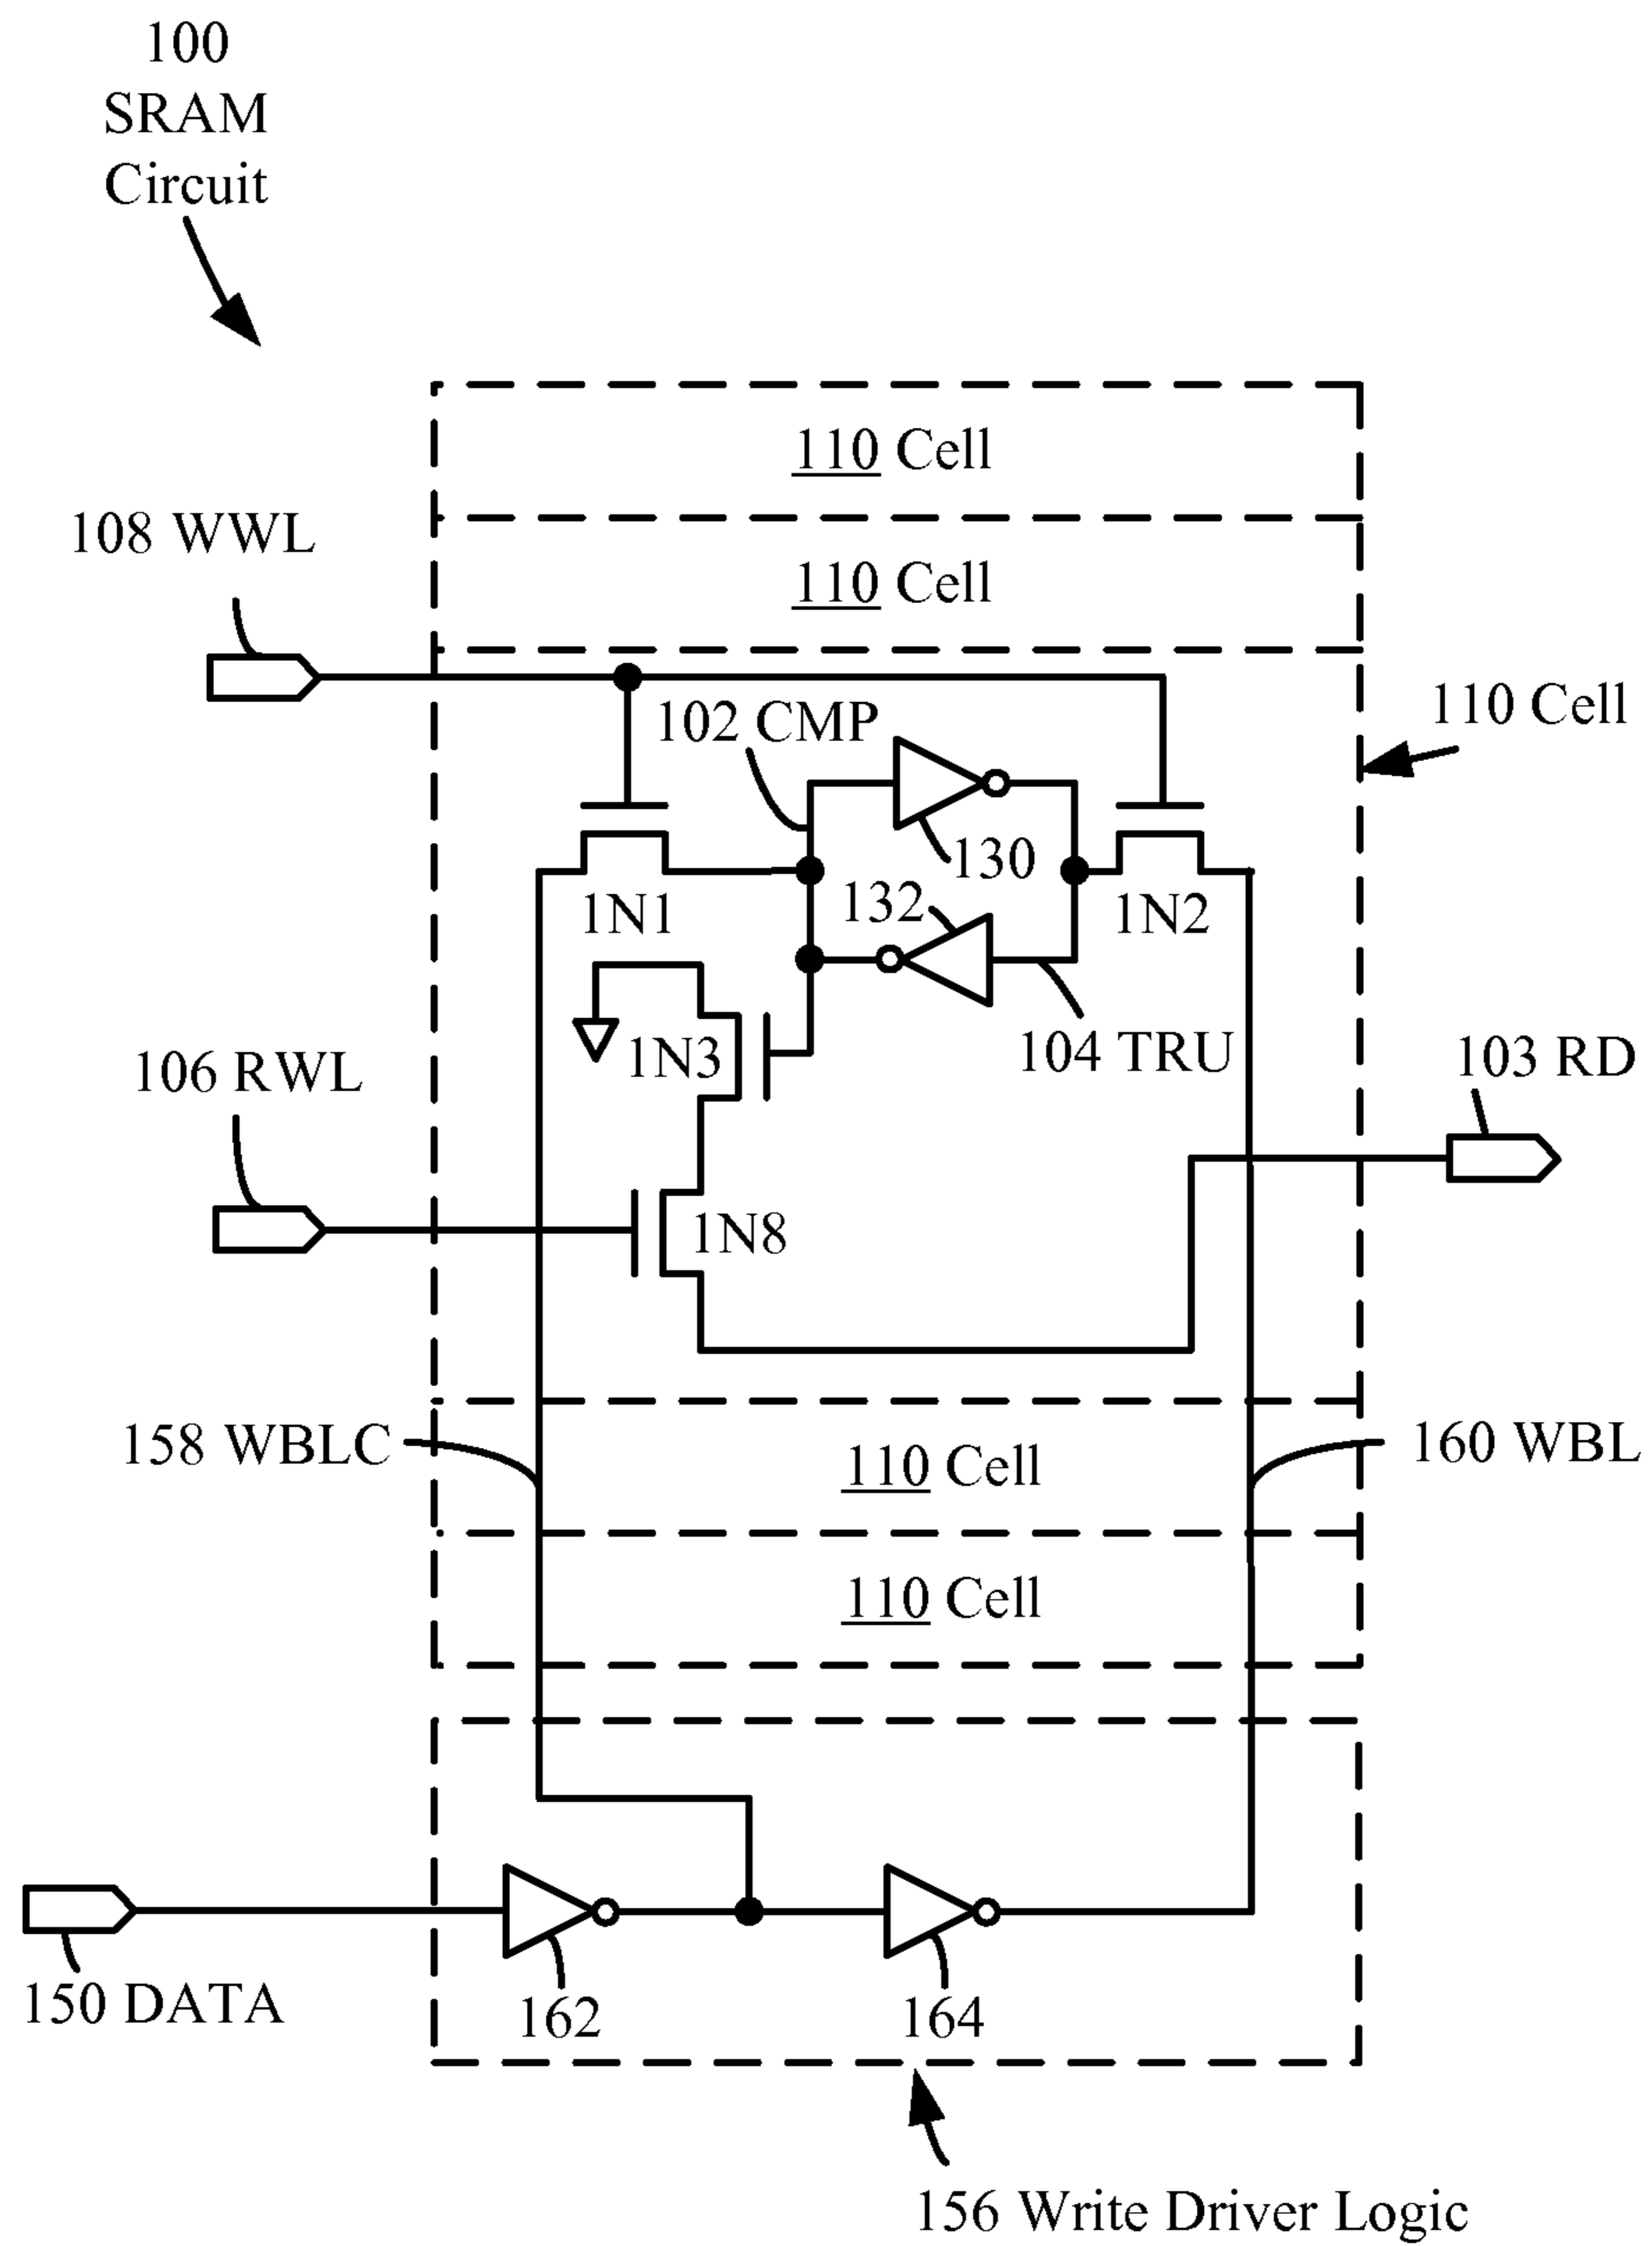 100
SRAM
Circuit
110 Cell
108 WWL
110 Cell
110 Cell
102 CMP
130
132
1N1
1N2
1N3
104 TRU
103 RD
106 RWL
1N8
158 WBLC
160 WBL
110 Cell
110 Cell
150 DATA
162
164
156 Write Driver Logic